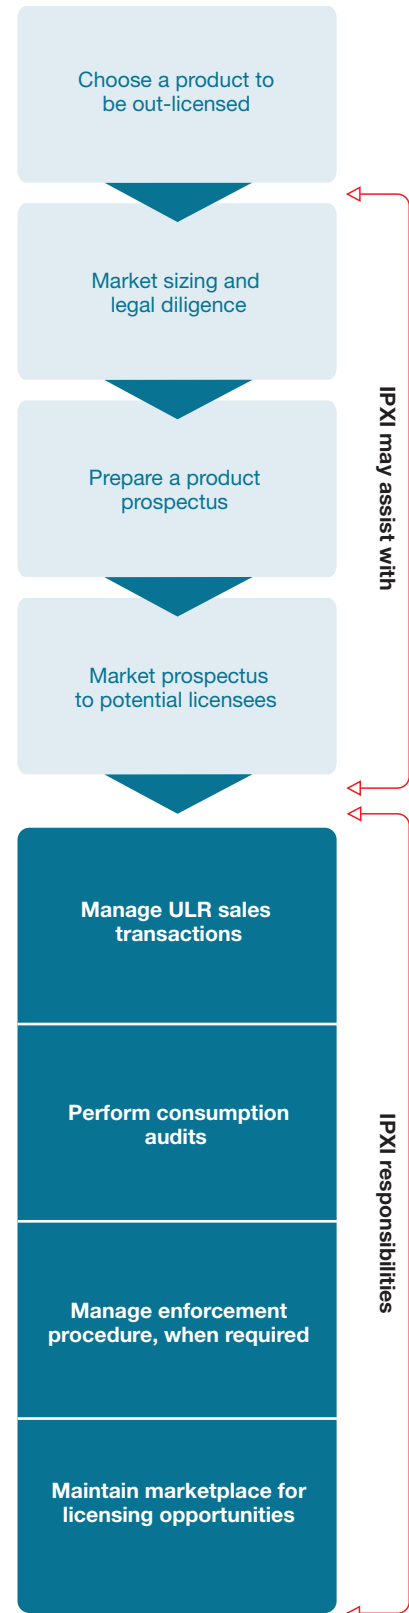 Choose a product to
be out-licensed
Market sizing and
legal diligence
Prepare a product
prospectus
Market prospectus
to potential licensees
IPXI may assist with
Manage ULR sales
transactions
Perform consumption
audits
Manage enforcement
procedure, when required
Maintain marketplace for
licensing opportunities
IPXI responsibilities